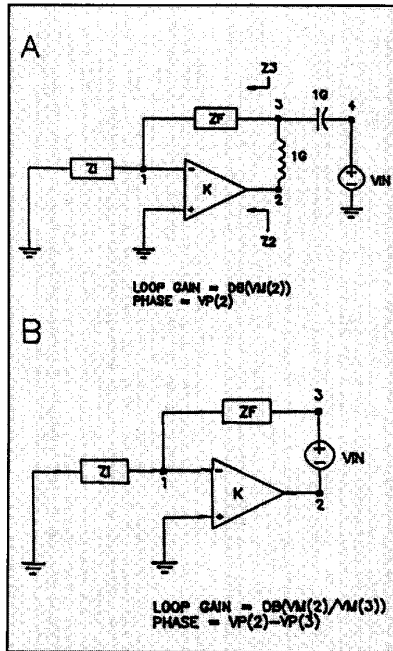 A
Z3
3
1G
4
ZF
ZI
1
-
1G
K
+
2
VIN
Z2
LOOP GAIN = DB(VM(2))
PHASE = VP(2)
B
3
ZF
ZI
1
-
VIN
K
+
2
LOOP GAIN = DB(VM(2)/VM(3))
PHASE = VP(2)-VP(3)